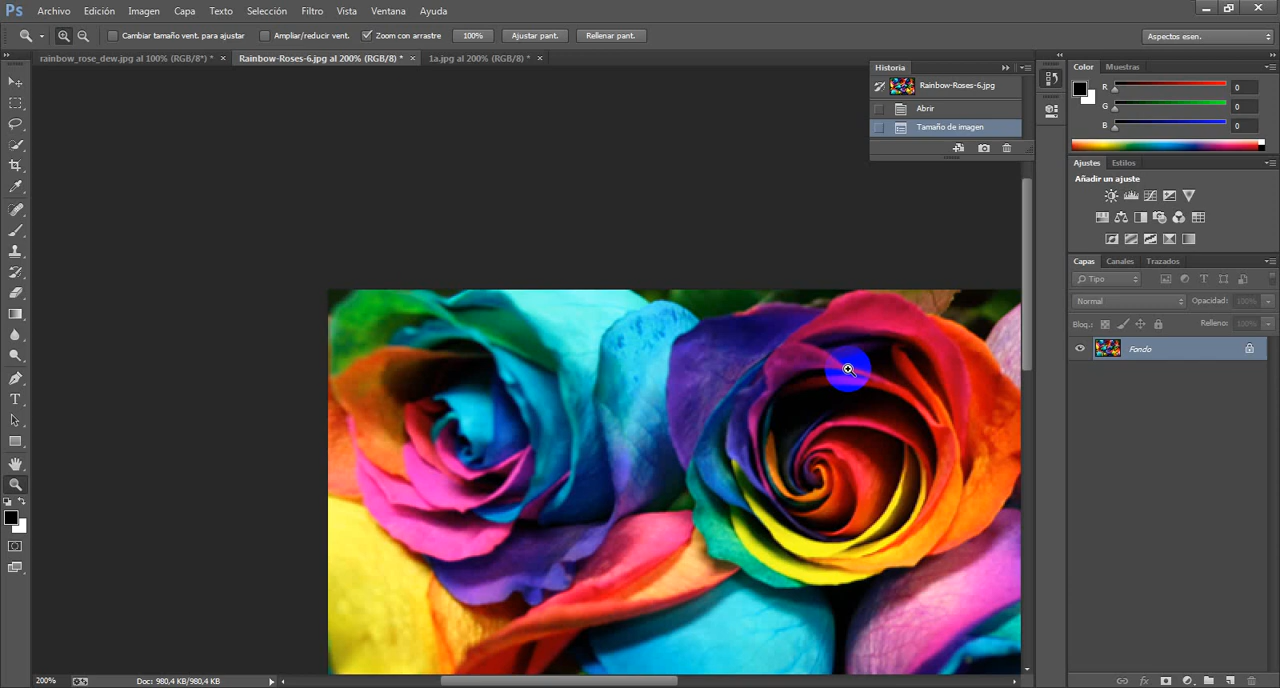 Ps Archivo Edición Imagen Capa Texto Selección Filtro Vista Ventana Ayuda
Cambiar tamaño vent. para ajustar Ampliar/reducir vent. Zoom con arrastre 100% Ajustar pant. Rellenar pant. Aspectos esen.
rainbow_rose_dew.jpg al 100% (RGB/8*) * × Rainbow-Roses-6.jpg al 200% (RGB/8) * × 1a.jpg al 200% (RGB/8) * ×
Historia
Rainbow-Roses-6.jpg
Abrir
Tamaño de imagen
Color Muestras
R 0
G 0
B 0
Ajustes Estilos
Añadir un ajuste
Capas Canales Trazados
Tipo
Normal Opacidad: 100%
Bloq.: Relleno: 100%
Fondo
200% Doc: 980,4 KB/980,4 KB